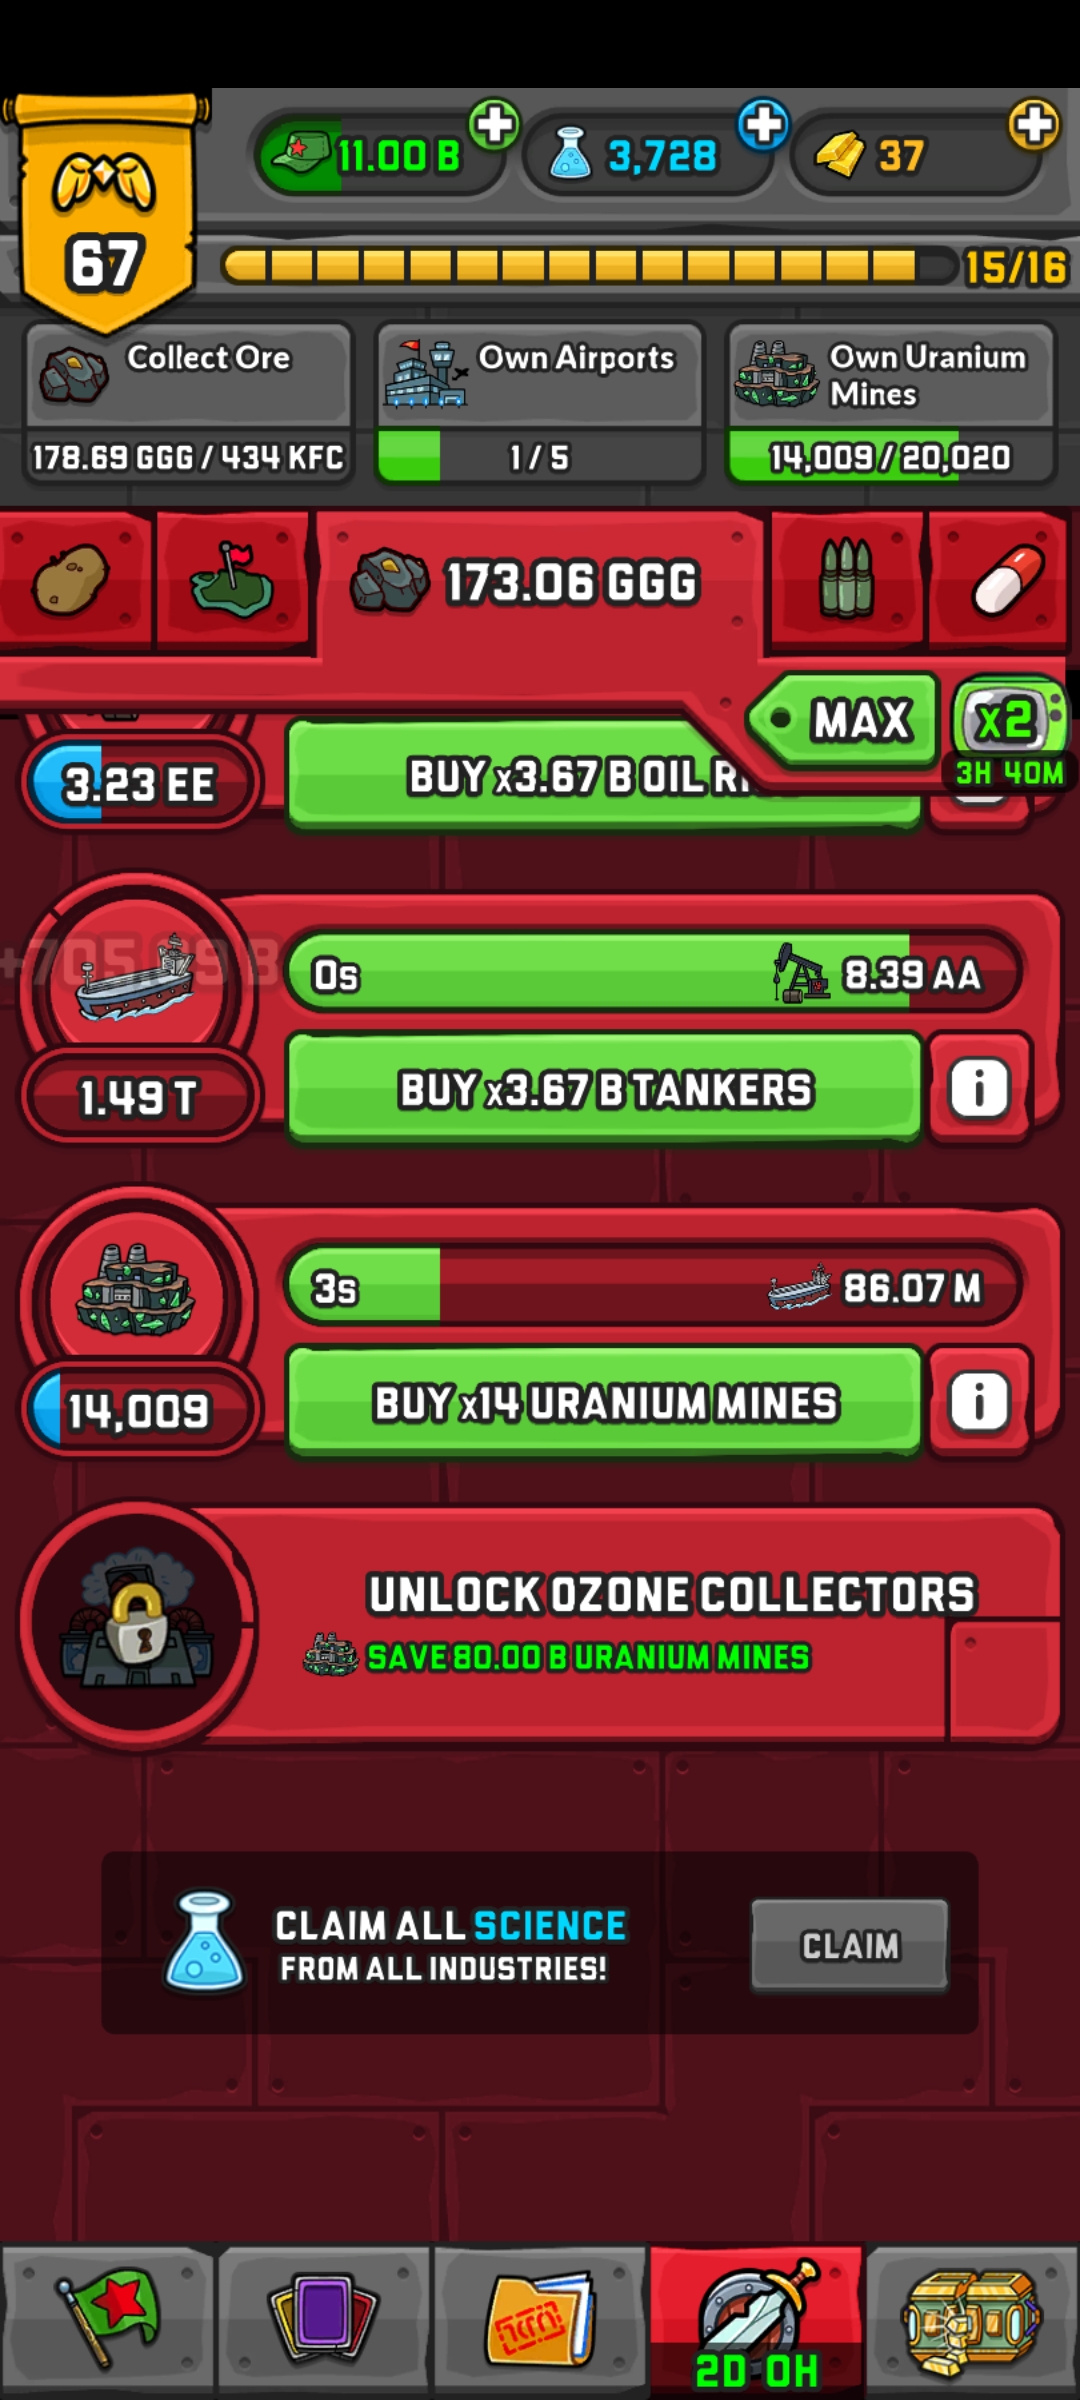 11.00 B
3,728
37
67
15/16
Collect Ore
178.69 GGG / 434 KFC
Own Airports
1 / 5
Own Uranium
Mines
14,009 / 20,020
173.06 GGG
MAX
x2
3H 40M
3.23 EE
BUY x3.67 B OIL
0s
8.39 AA
1.49 T
BUY x3.67 B TANKERS
3s
86.07 M
14,009
BUY x14 URANIUM MINES
UNLOCK OZONE COLLECTORS
SAVE 80.00 B URANIUM MINES
CLAIM ALL SCIENCE
FROM ALL INDUSTRIES!
CLAIM
2D 0H